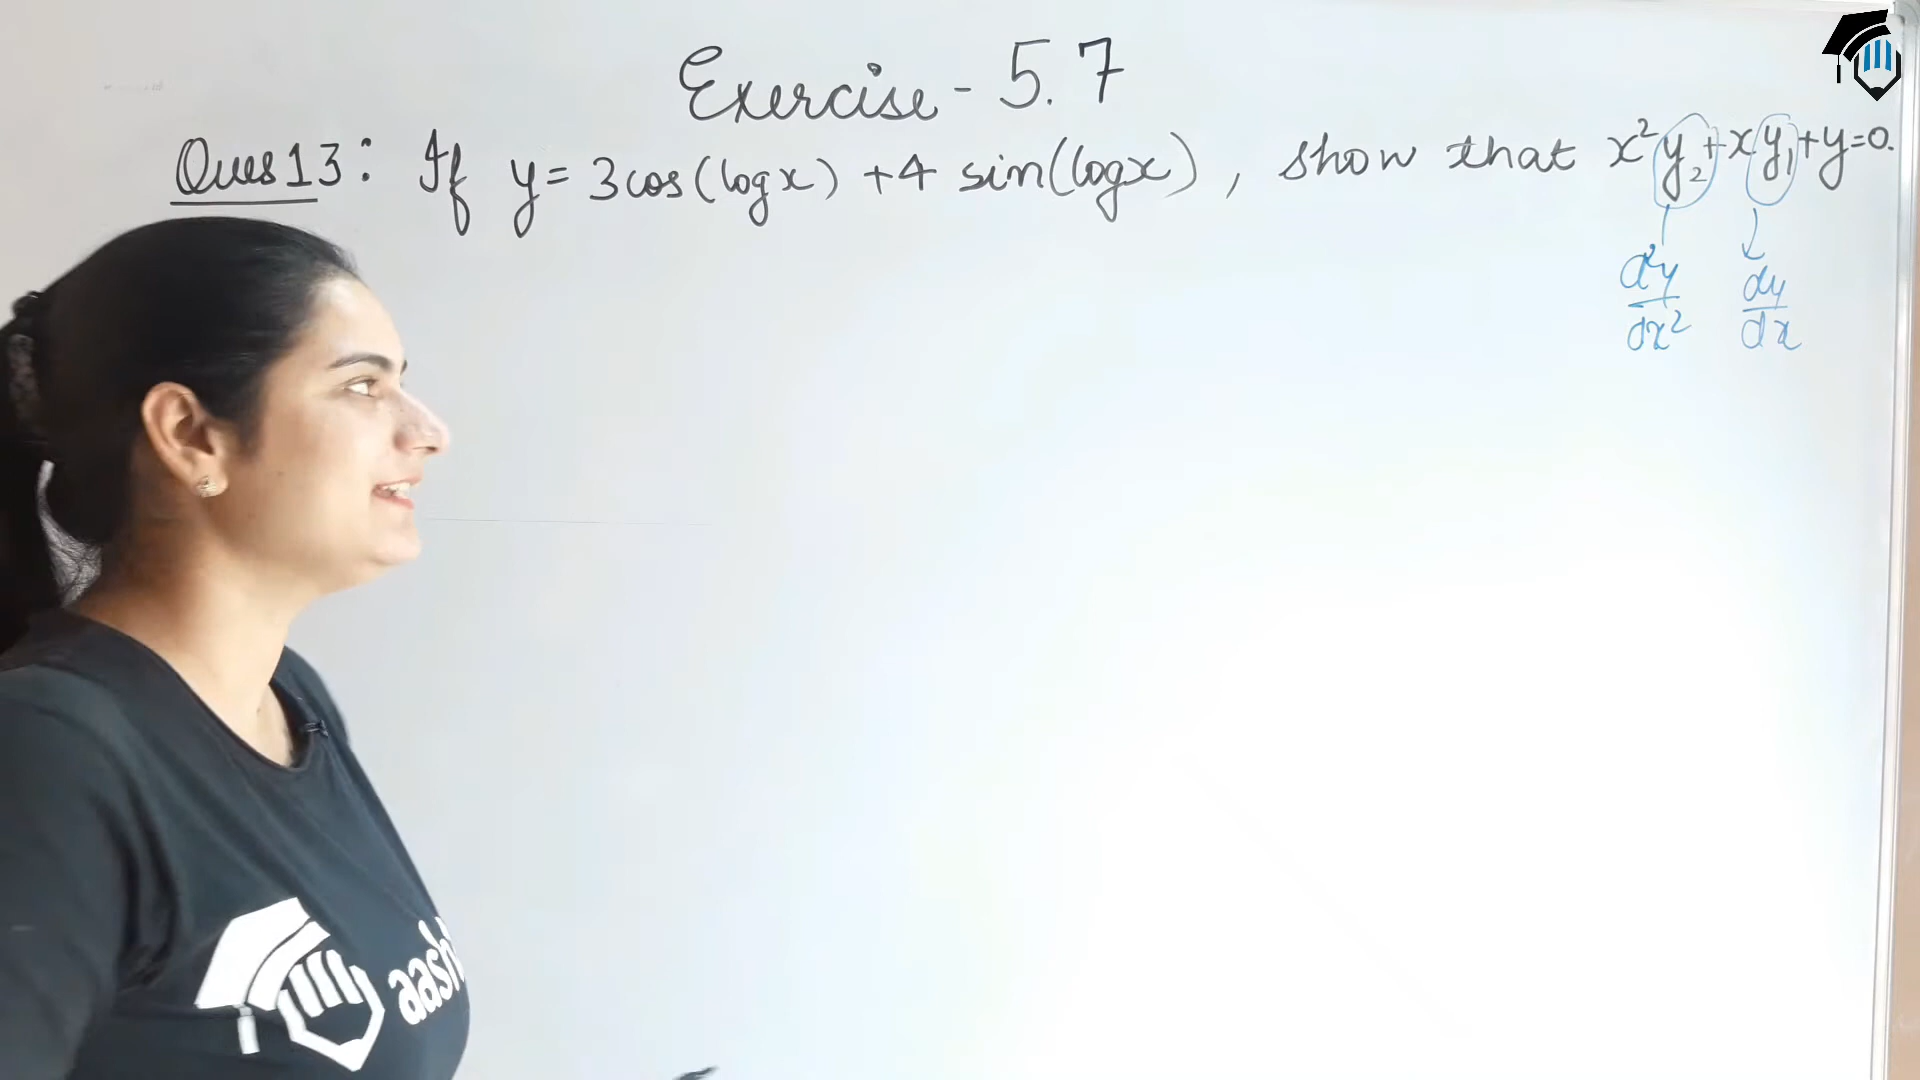 Exercise - 5.7
Ques 13: If y = 3cos(logx) + 4 sin(logx), show that x²y₂+xy₁+y=0.
d²y/dx² dy/dx